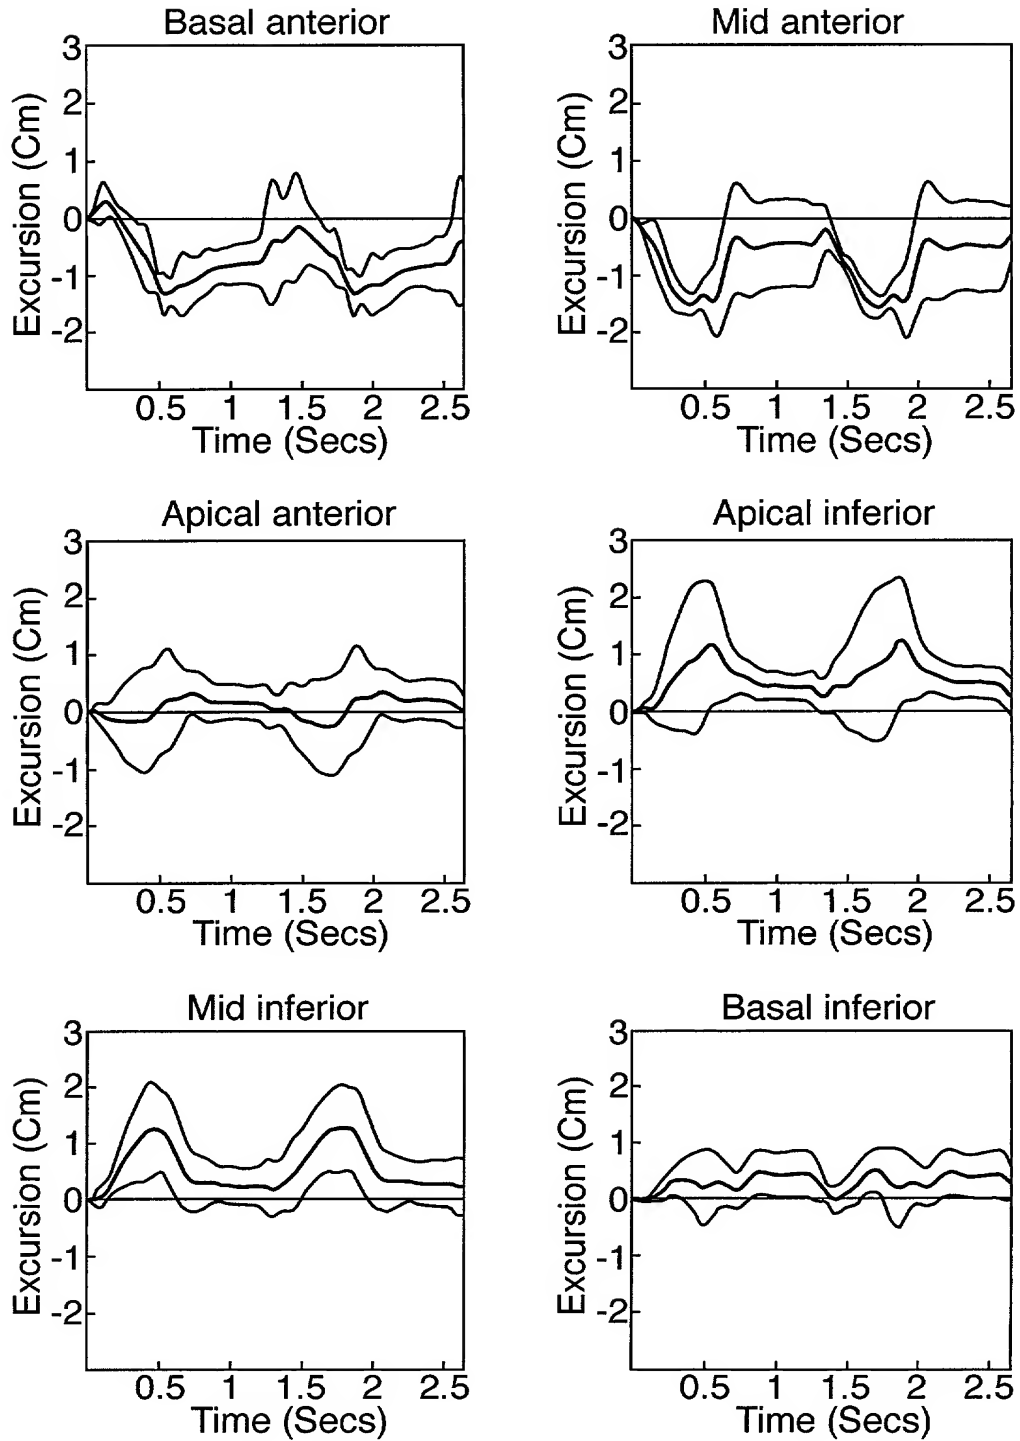 Basal anterior
3
2
1
0
-1
-2
Excursion (Cm)
0.5 1 1.5 2 2.5
Time (Secs)
Mid anterior
3
2
1
0
-1
-2
Excursion (Cm)
0.5 1 1.5 2 2.5
Time (Secs)
Apical anterior
3
2
1
0
-1
-2
Excursion (Cm)
0.5 1 1.5 2 2.5
Time (Secs)
Apical inferior
3
2
1
0
-1
-2
Excursion (Cm)
0.5 1 1.5 2 2.5
Time (Secs)
Mid inferior
3
2
1
0
-1
-2
Excursion (Cm)
0.5 1 1.5 2 2.5
Time (Secs)
Basal inferior
3
2
1
0
-1
-2
Excursion (Cm)
0.5 1 1.5 2 2.5
Time (Secs)